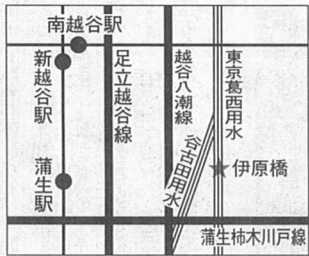 南越谷駅
新越谷駅
足立越谷線
越谷八潮線
東京葛西用水
谷古田用水
伊原橋
蒲生駅
蒲生柿木川戸線